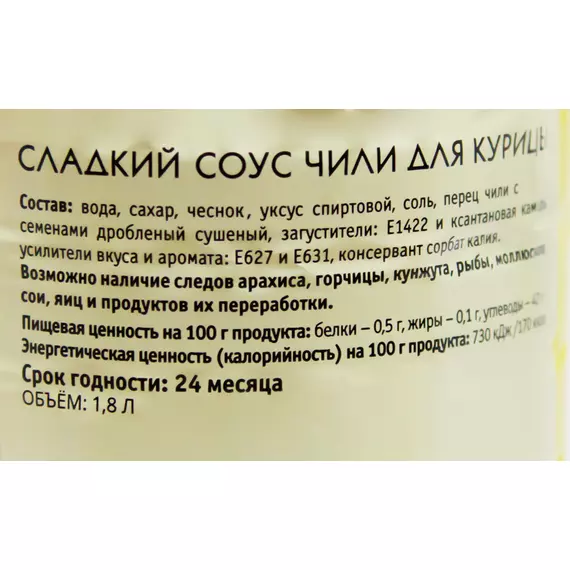 СЛАДКИЙ СОУС ЧИЛИ ДЛЯ КУРИЦЫ
Состав: вода, сахар, чеснок, уксус спиртовой, соль, перец чили с
семенами дробленый сушеный, загустители: Е1422 и ксантановая
усилители вкуса и аромата: Е627 и Е631, консервант сорбат калия.
Возможно наличие следов арахиса, горчицы, кунжута, рыбы, моллюсков
сои, яиц и продуктов их переработки.
Пищевая ценность на 100 г продукта: белки – 0,5 г, жиры – 0,1 г, углеводы –
Энергетическая ценность (калорийность) на 100 г продукта: 730 кДж /170
Срок годности: 24 месяца
ОБЪЁМ: 1,8 Л